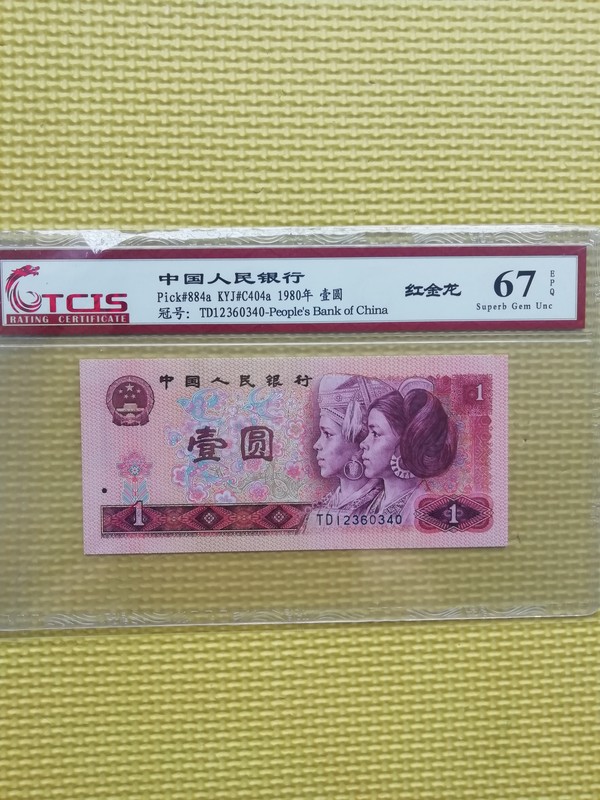 TCIS
RATING CERTIFICATE
中国人民银行
Pick#884a KYJ#C404a 1980年 壹圆
冠号: TD12360340-People's Bank of China
红金龙
67
EPQ
Superb Gem Unc
中国人民银行
1
壹圆
1
TD12360340
1